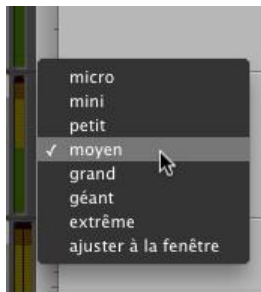 micro
mini
petit
✓ moyen
grand
géant
extrême
ajuster à la fenêtre